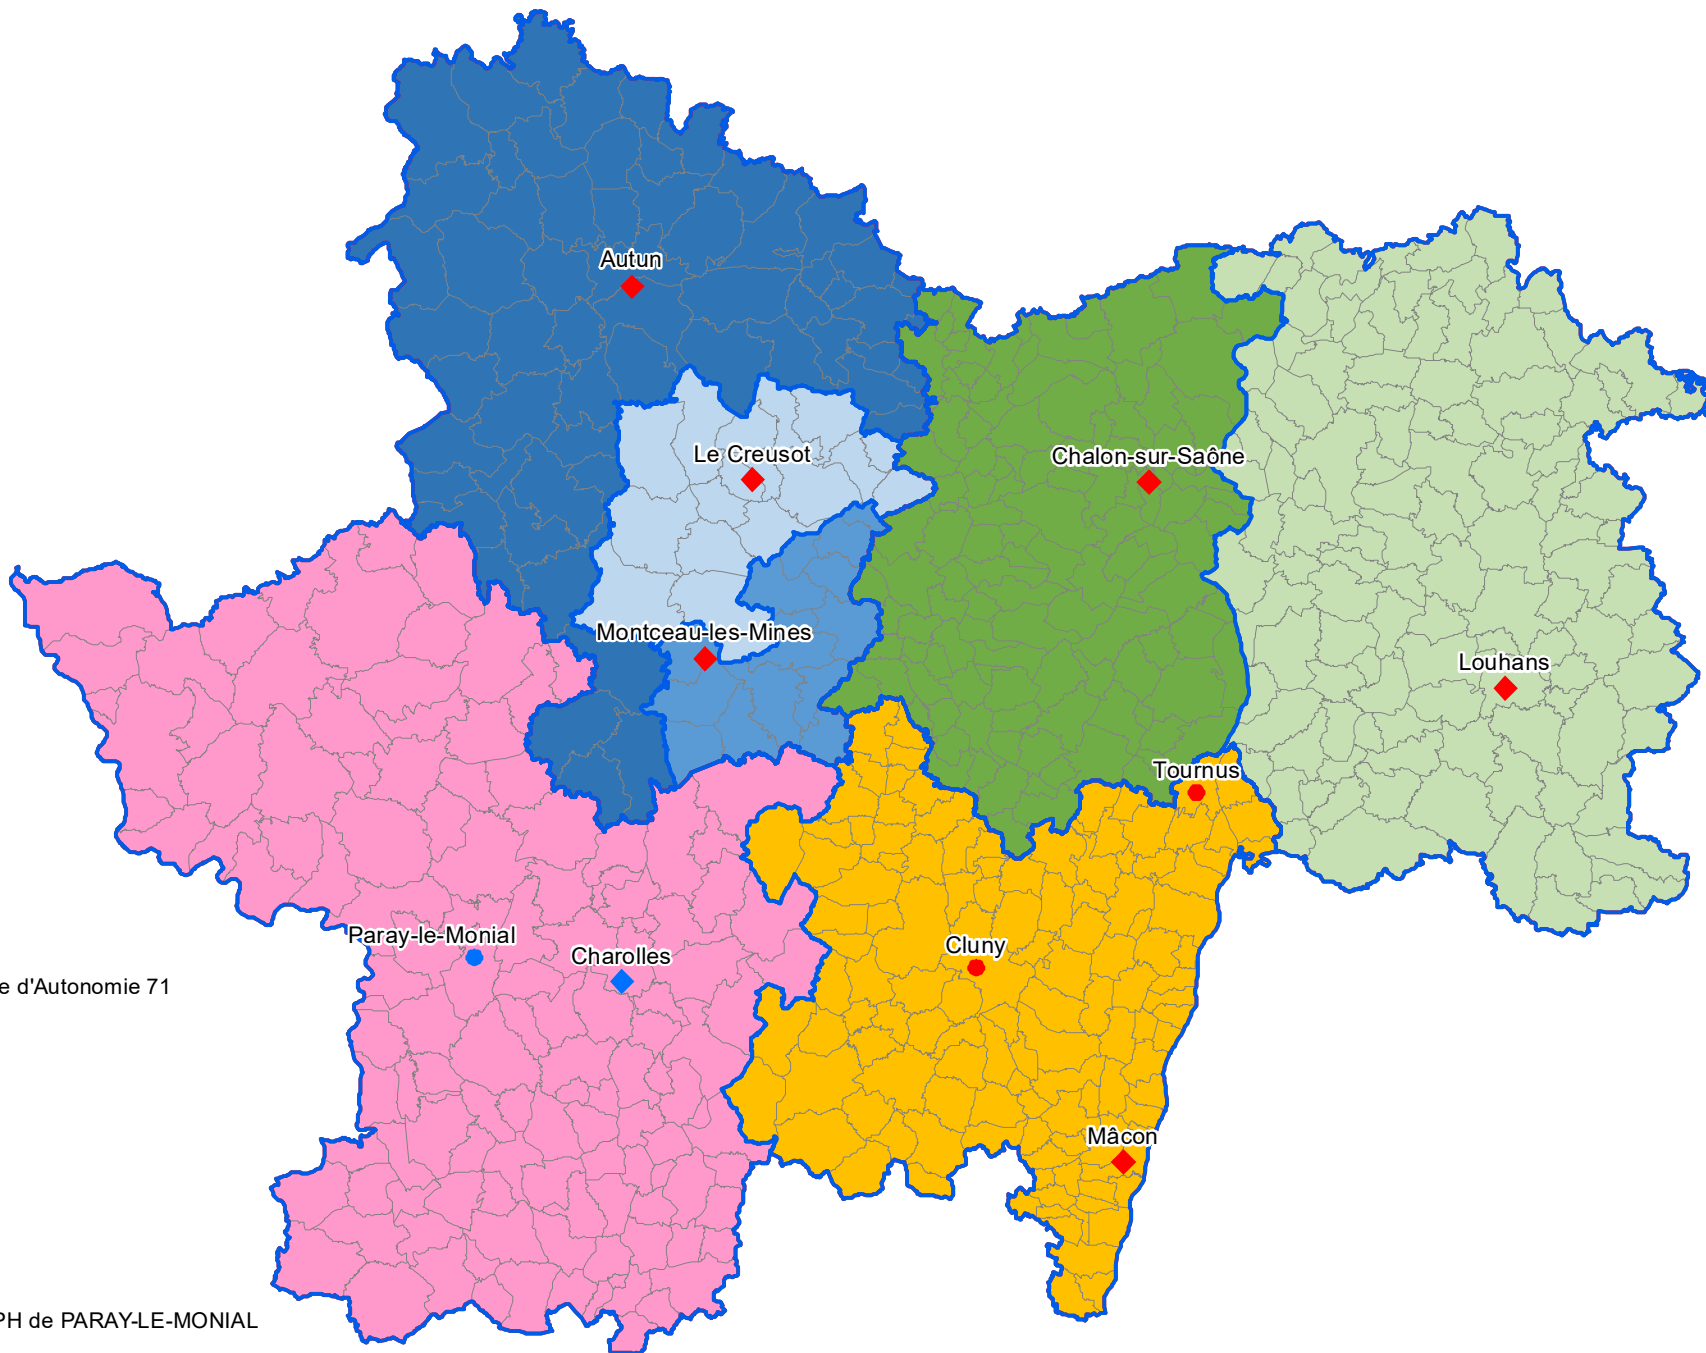 Autun
Le Creusot
Chalon-sur-Saône
Montceau-les-Mines
Louhans
Tournus
Paray-le-Monial
Cluny
Charolles
e d'Autonomie 71
Mâcon
PH de PARAY-LE-MONIAL